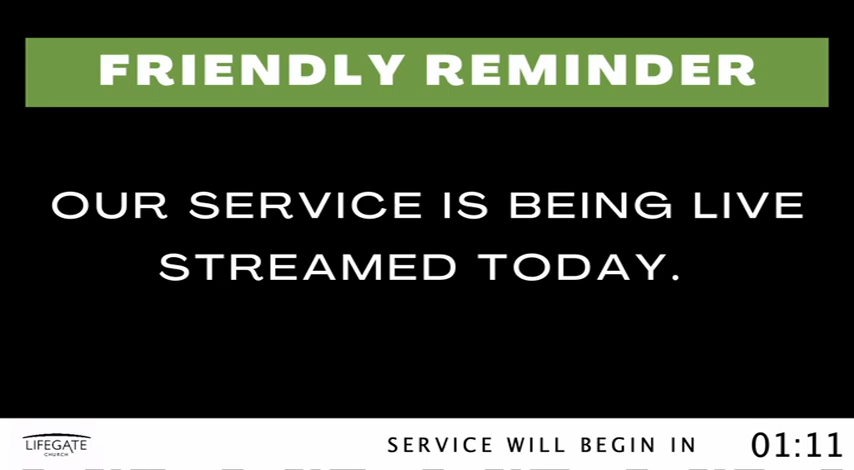 FRIENDLY REMINDER
OUR SERVICE IS BEING LIVE
STREAMED TODAY.
LIFEGATE
CHURCH
SERVICE WILL BEGIN IN 01:11